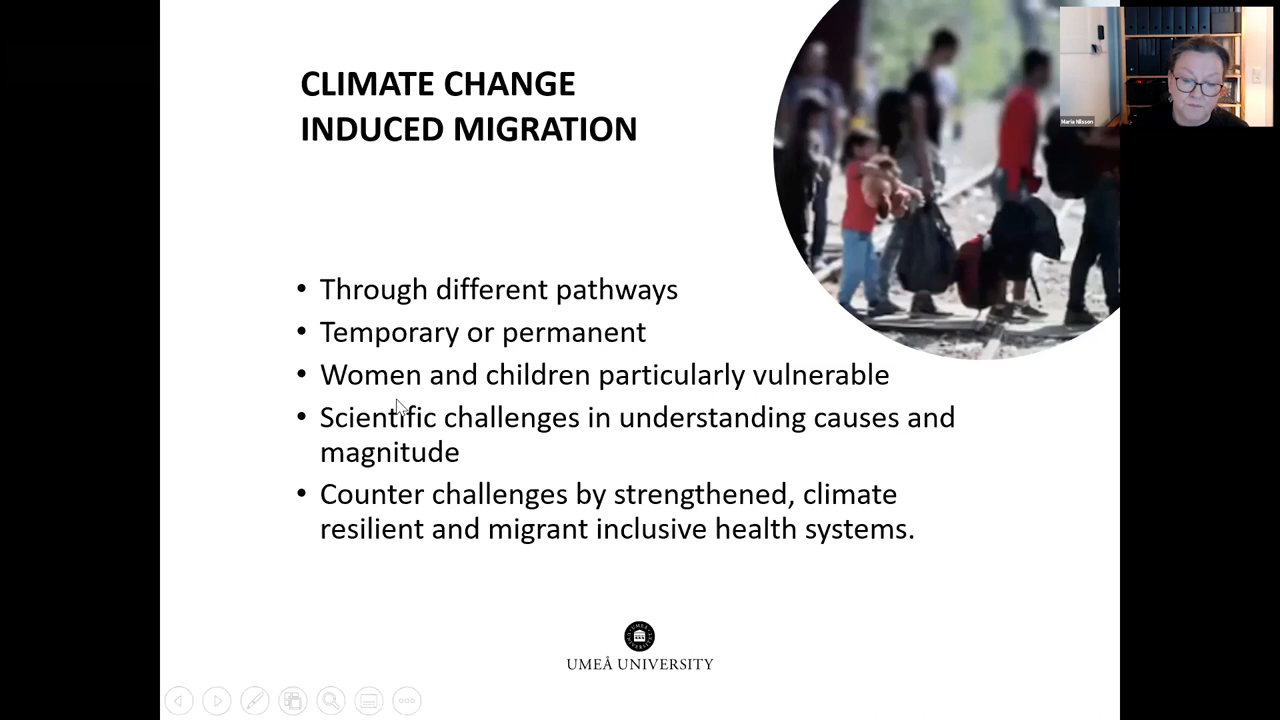 CLIMATE CHANGE
INDUCED MIGRATION
Maria Nilsson
• Through different pathways
• Temporary or permanent
• Women and children particularly vulnerable
• Scientific challenges in understanding causes and
magnitude
• Counter challenges by strengthened, climate
resilient and migrant inclusive health systems.
UMEÅ UNIVERSITY